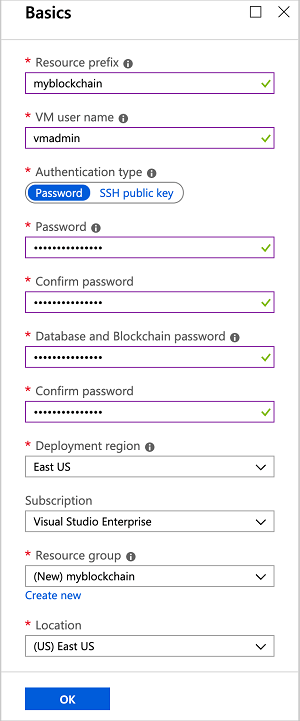 Basics
* Resource prefix
myblockchain
* VM user name
vmadmin
* Authentication type
Password SSH public key
* Password
•••••••••••••••
* Confirm password
•••••••••••••••
* Database and Blockchain password
•••••••••••••••
* Confirm password
•••••••••••••••
* Deployment region
East US
Subscription
Visual Studio Enterprise
* Resource group
(New) myblockchain
Create new
* Location
(US) East US
OK